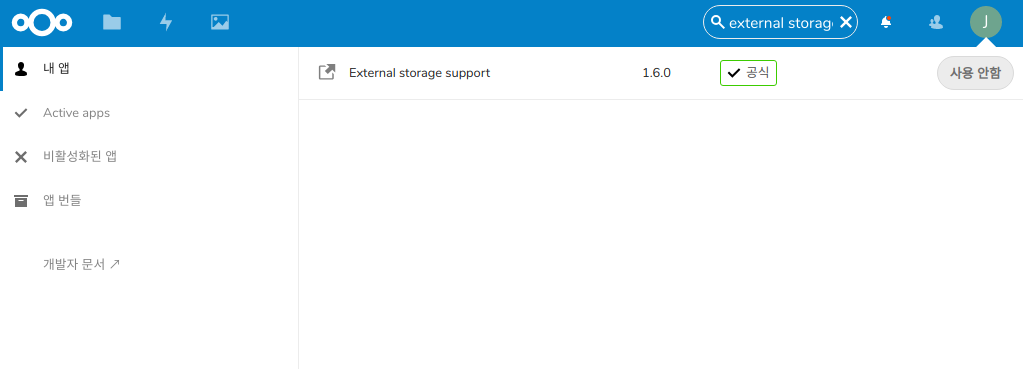 external storag
J
내 앱
Active apps
비활성화된 앱
앱 번들
개발자 문서 ↗
External storage support 1.6.0 공식 사용 안함